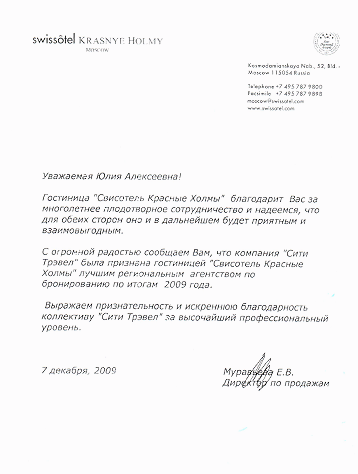 swissôtel KRASNYE HOLMY
MOSCOW
Kosmodamianskaya Nab., 52, Bld.
Moscow 115054 Russia
Telephone +7 495 787 9800
Facsimile +7 495 787 9898
moscow@swissotel.com
www.swissotel.com
Уважаемая Юлия Алексеевна!
Гостиница "Свисотель Красные Холмы" благодарит Вас за
многолетнее плодотворное сотрудничество и надеемся, что
для обеих сторон оно и в дальнейшем будет приятным и
взаимовыгодным.
С огромной радостью сообщаем Вам, что компания "Сити
Трэвел" была признана гостиницей "Свисотель Красные
Холмы" лучшим региональным агентством по
бронированию по итогам 2009 года.
Выражаем признательность и искреннюю благодарность
коллективу "Сити Трэвел" за высочайший профессиональный
уровень.
7 декабря, 2009
Муравьева Е.В.
Директор по продажам